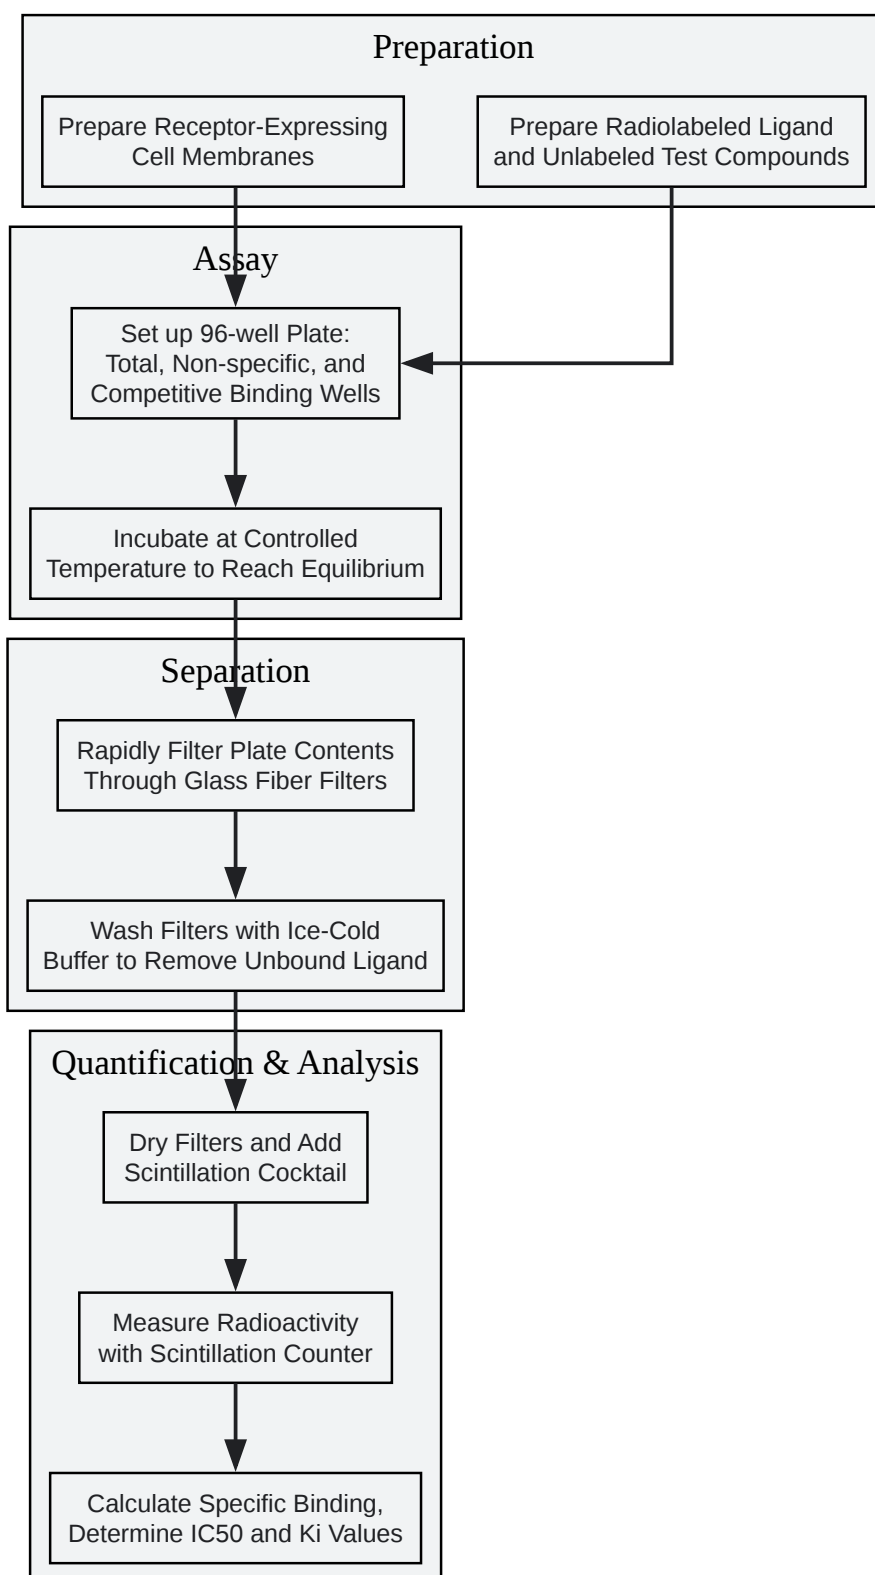 Preparation
Prepare Receptor-Expressing
Cell Membranes
Prepare Radiolabeled Ligand
and Unlabeled Test Compounds
Assay
Set up 96-well Plate:
Total, Non-specific, and
Competitive Binding Wells
Incubate at Controlled
Temperature to Reach Equilibrium
Separation
Rapidly Filter Plate Contents
Through Glass Fiber Filters
Wash Filters with Ice-Cold
Buffer to Remove Unbound Ligand
Quantification & Analysis
Dry Filters and Add
Scintillation Cocktail
Measure Radioactivity
with Scintillation Counter
Calculate Specific Binding,
Determine IC50 and Ki Values